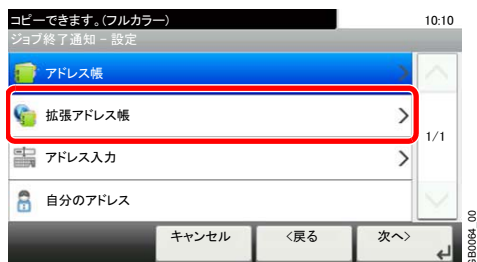 コピーできます。(フルカラー)
10:10
ジョブ終了通知 - 設定
アドレス帳
拡張アドレス帳
1/1
アドレス入力
自分のアドレス
キャンセル
<戻る
次へ>
GB0064_00